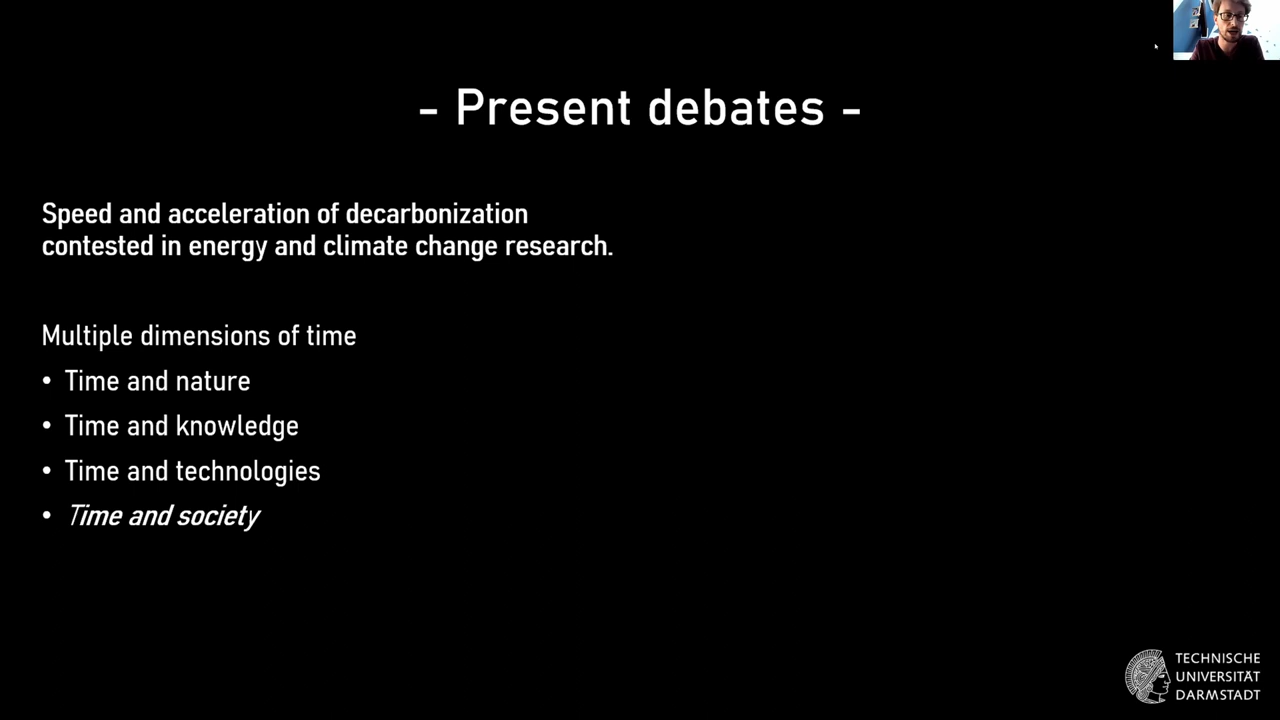 - Present debates -
Speed and acceleration of decarbonization
contested in energy and climate change research.
Multiple dimensions of time
• Time and nature
• Time and knowledge
• Time and technologies
• Time and society
TECHNISCHE
UNIVERSITÄT
DARMSTADT